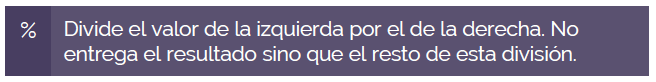 % Divide el valor de la izquierda por el de la derecha. No
entrega el resultado sino que el resto de esta división.